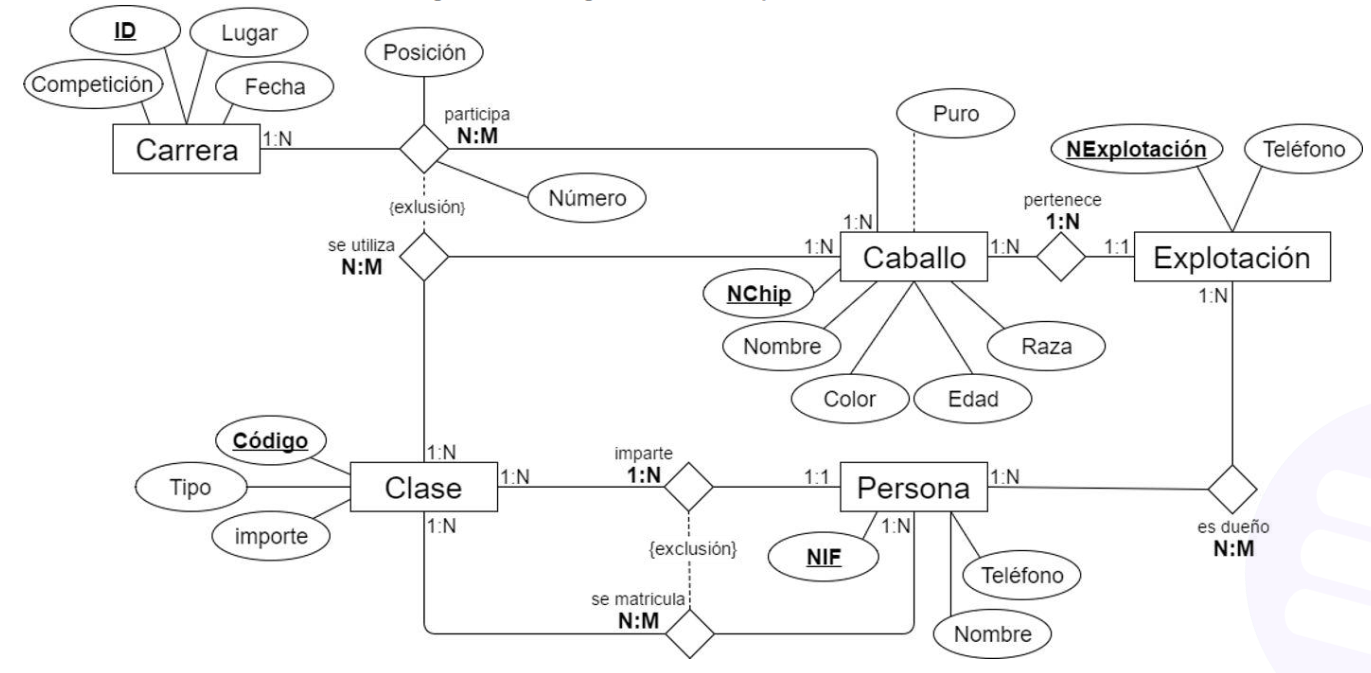 ID
Lugar
Competición
Fecha
Posición
Carrera
1:N
participa
N:M
Número
{exlusión}
se utiliza
N:M
Puro
1:N
1:N
Caballo
1:N
pertenece
1:N
1:1
NExplotación
Teléfono
Explotación
1:N
NChip
Nombre
Color
Edad
Raza
Código
Tipo
importe
1:N
Clase
1:N
1:N
imparte
1:N
1:1
Persona
1:N
1:N
{exclusión}
NIF
Teléfono
Nombre
se matricula
N:M
es dueño
N:M